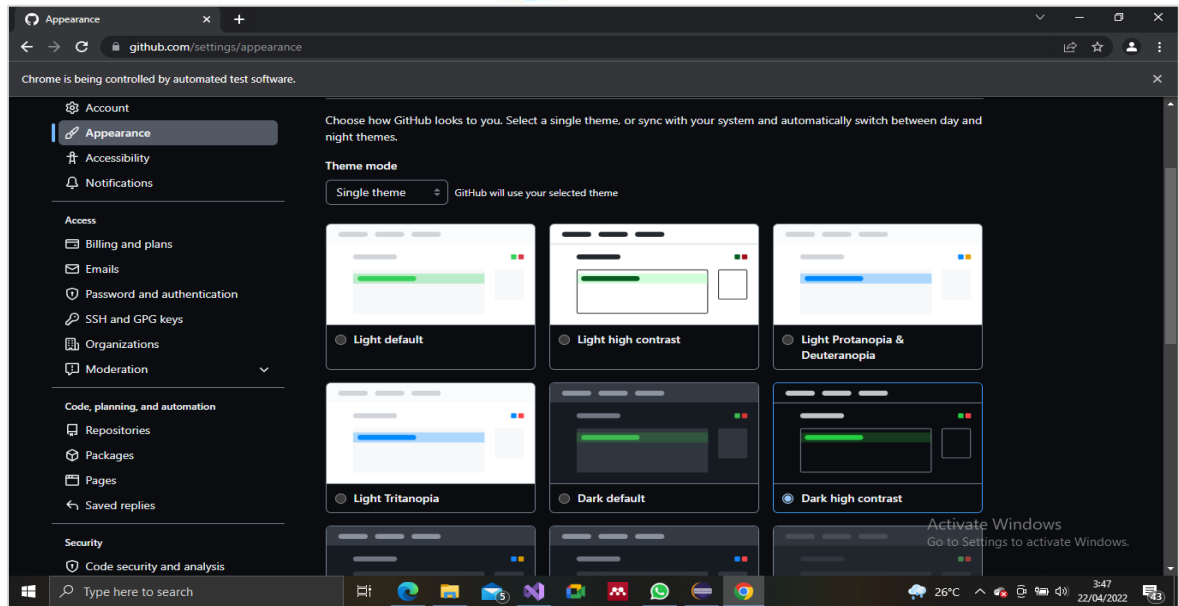 Appearance
github.com/settings/appearance
Chrome is being controlled by automated test software.
Account
Appearance
Accessibility
Notifications
Access
Billing and plans
Emails
Password and authentication
SSH and GPG keys
Organizations
Moderation
Code, planning, and automation
Repositories
Packages
Pages
Saved replies
Security
Code security and analysis
Choose how GitHub looks to you. Select a single theme, or sync with your system and automatically switch between day and
night themes.
Theme mode
Single theme
GitHub will use your selected theme
Light default
Light high contrast
Light Protanopia &
Deuteranopia
Light Tritanopia
Dark default
Dark high contrast
Activate Windows
Go to Settings to activate Windows.
Type here to search
5
26°C
3:47
22/04/2022
43